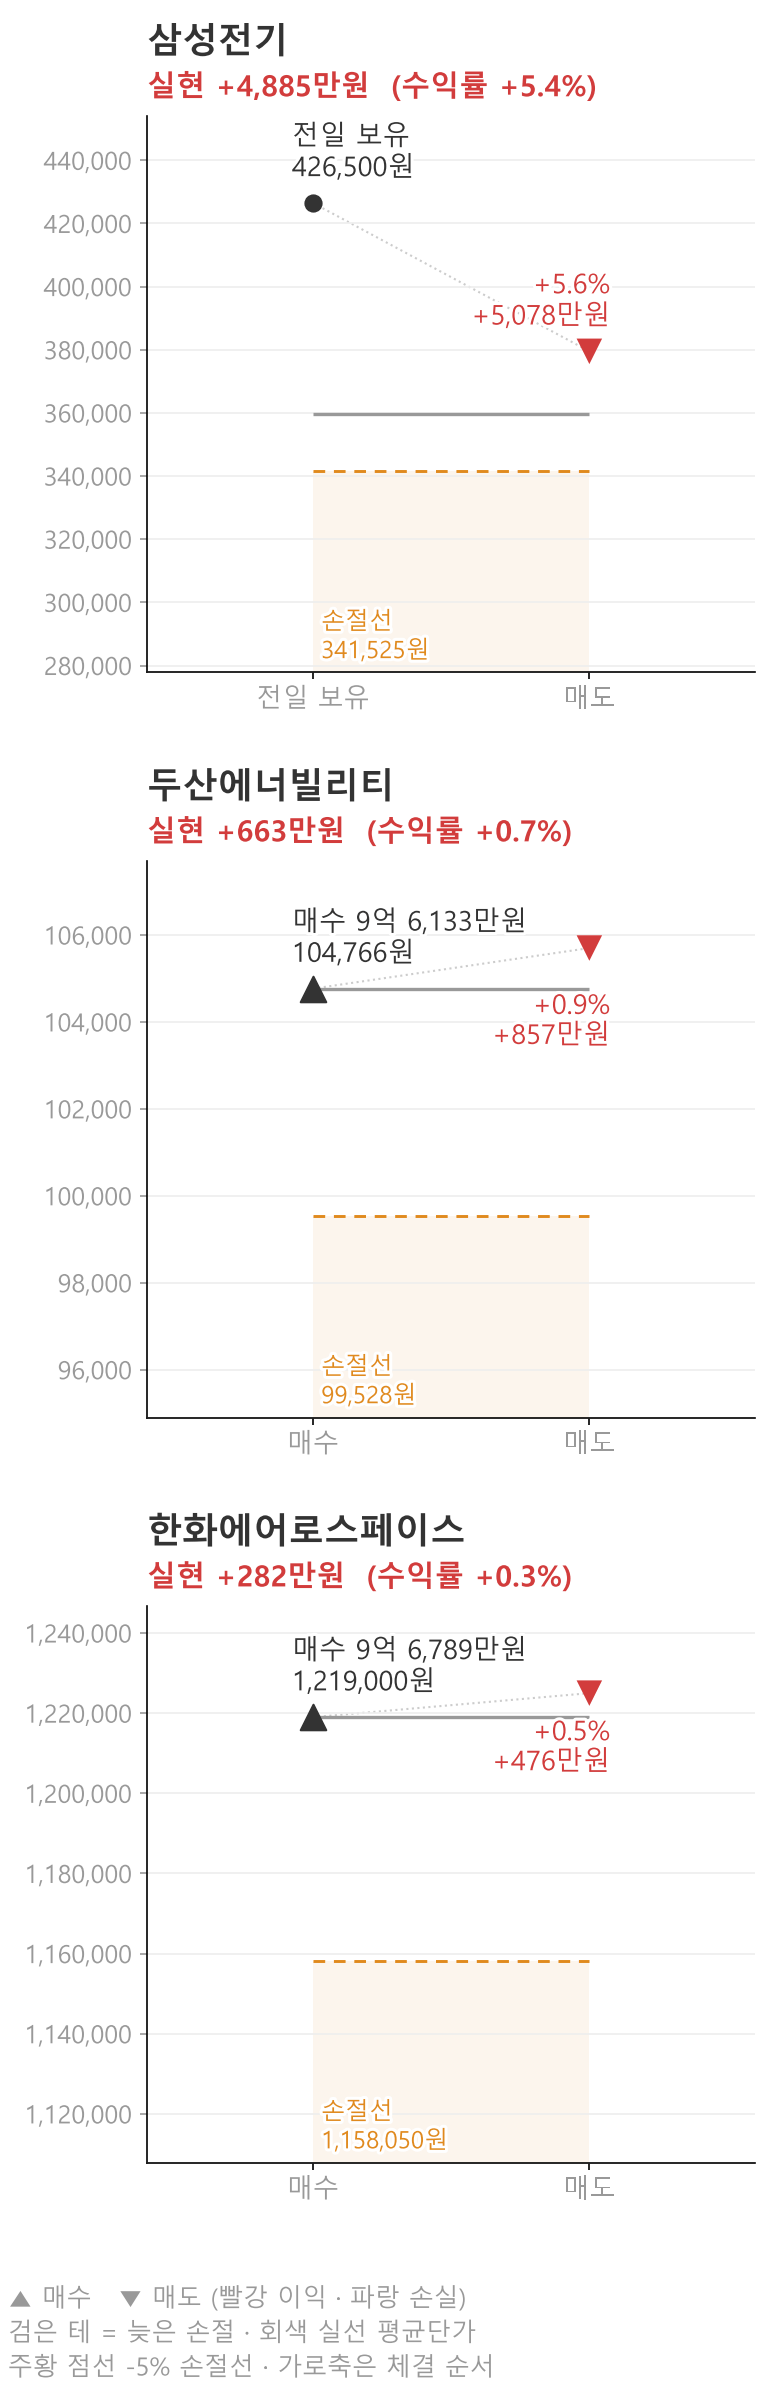 삼성전기
실현 +4,885만원 (수익률 +5.4%)
전일 보유
426,500원
440,000
420,000
400,000
380,000
360,000
340,000
320,000
300,000
280,000
+5.6%
+5,078만원
손절선
341,525원
전일 보유
매도
두산에너빌리티
실현 +663만원 (수익률 +0.7%)
매수 9억 6,133만원
104,766원
106,000
104,000
102,000
100,000
98,000
96,000
+0.9%
+857만원
손절선
99,528원
매수
매도
한화에어로스페이스
실현 +282만원 (수익률 +0.3%)
매수 9억 6,789만원
1,219,000원
1,240,000
1,220,000
1,200,000
1,180,000
1,160,000
1,140,000
1,120,000
+0.5%
+476만원
손절선
1,158,050원
매수
매도
▲ 매수 ▼ 매도 (빨강 이익 · 파랑 손실)
검은 테 = 늦은 손절 · 회색 실선 평균단가
주황 점선 -5% 손절선 · 가로축은 체결 순서